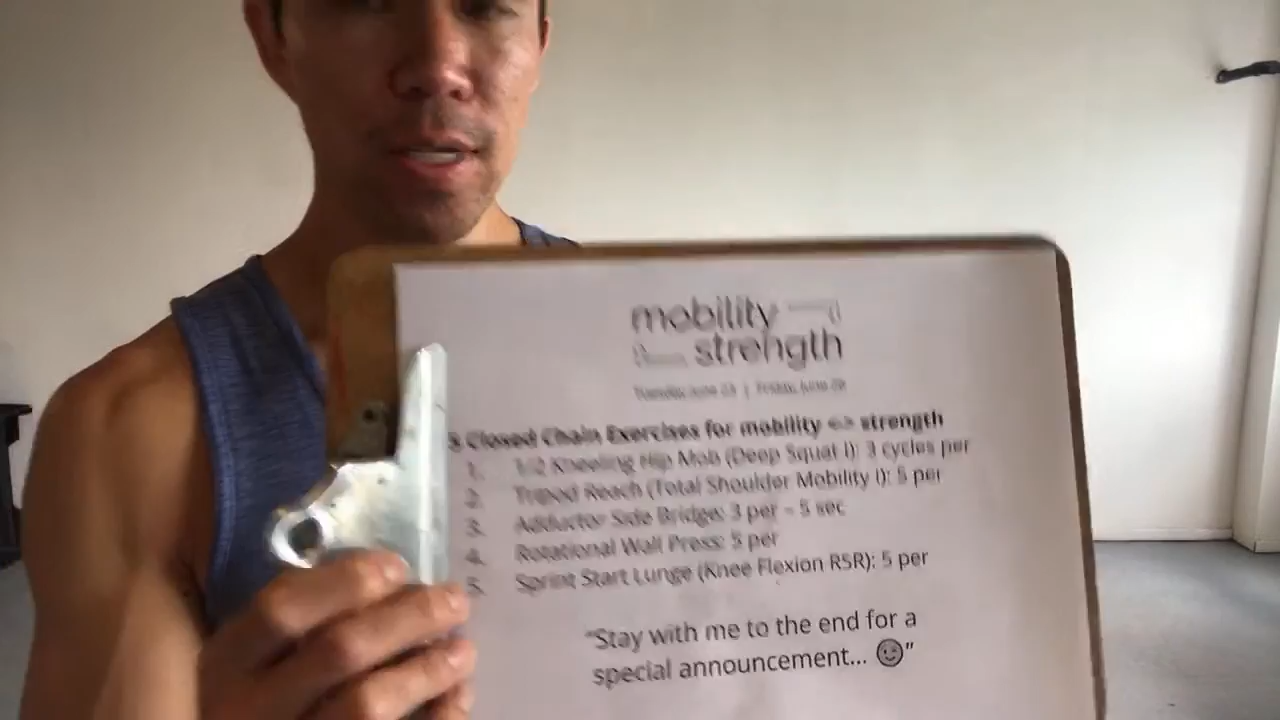 mobility
strength
Tuesday, June 23 | Friday, June 26
5 Closed Chain Exercises for mobility <=> strength
1. 1/2 Kneeling Hip Mob (Deep Squat I): 3 cycles per
2. Tripod Reach (Total Shoulder Mobility I): 5 per
3. Adductor Side Bridge: 3 per – 5 sec
4. Rotational Wall Press: 5 per
5. Sprint Start Lunge (Knee Flexion RSR): 5 per
“Stay with me to the end for a
special announcement... 😉”